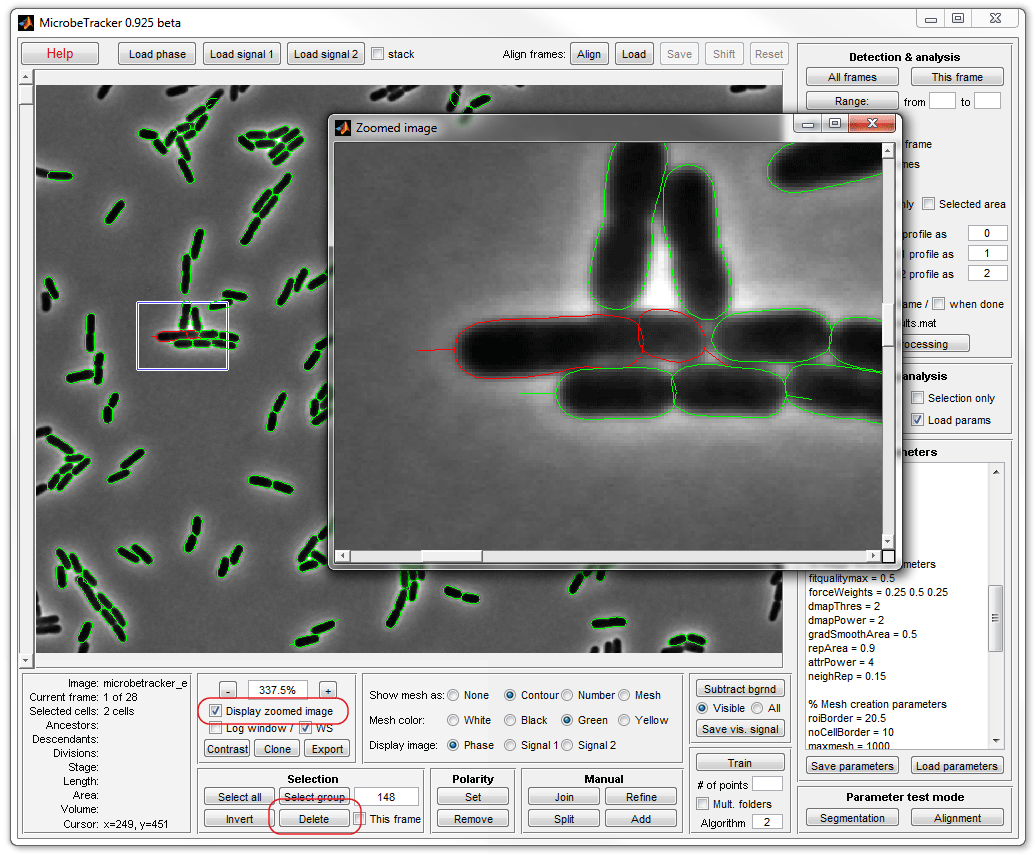 MicrobeTracker 0.925 beta
Help Load phase Load signal 1 Load signal 2 stack Align frames: Align Load Save Shift Reset
Detection & analysis
All frames This frame
Range: from to
Zoomed image
frame
mes
nly Selected area
profile as 0
1 profile as 1
2 profile as 2
ame / when done
ults.mat
ocessing
analysis
Selection only
Load params
meters
meters
fitqualitymax = 0.5
forceWeights = 0.25 0.5 0.25
dmapThres = 2
dmapPower = 2
gradSmoothArea = 0.5
repArea = 0.9
attrPower = 4
neighRep = 0.15
% Mesh creation parameters
roiBorder = 20.5
noCellBorder = 10
maxmesh = 1000
Save parameters Load parameters
Parameter test mode
Segmentation Alignment
Image: microbetracker_e
Current frame: 1 of 28
Selected cells: 2 cells
Ancestors:
Descendants:
Divisions:
Stage:
Length:
Area:
Volume:
Cursor: x=249, y=451
- 337.5% +
Display zoomed image
Log window / WS
Contrast Clone Export
Show mesh as: None Contour Number Mesh
Mesh color: White Black Green Yellow
Display image: Phase Signal 1 Signal 2
Subtract bgrnd
Visible All
Save vis. signal
Selection
Select all Select group 148
Invert Delete This frame
Polarity
Set
Remove
Manual
Join Refine
Split Add
Train
# of points
Mult. folders
Algorithm 2